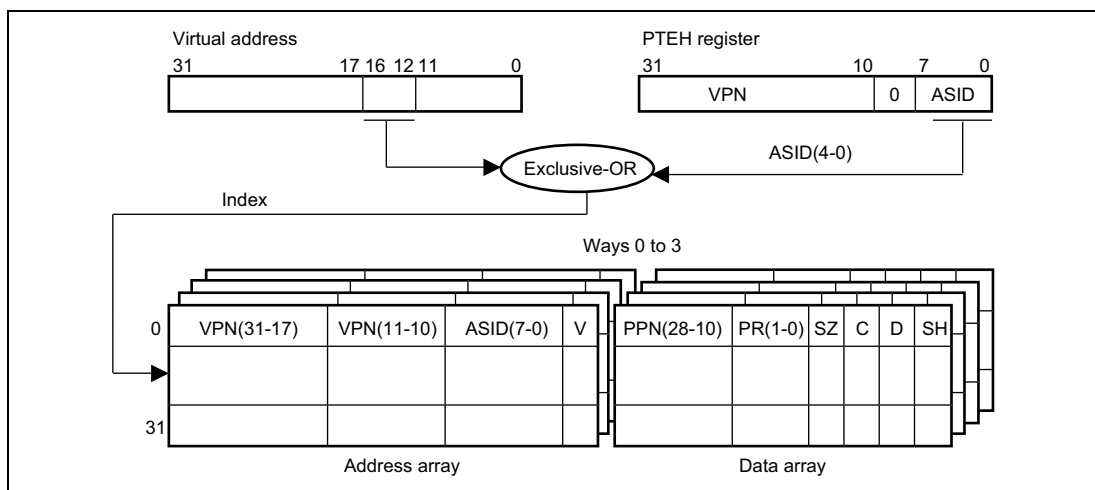 Virtual address PTEH register
31 17 16 12 11 0 31 10 7 0
VPN 0 ASID
ASID(4-0)
Exclusive-OR
Index
Ways 0 to 3
0 VPN(31-17) VPN(11-10) ASID(7-0) V PPN(28-10) PR(1-0) SZ C D SH
31
Address array Data array